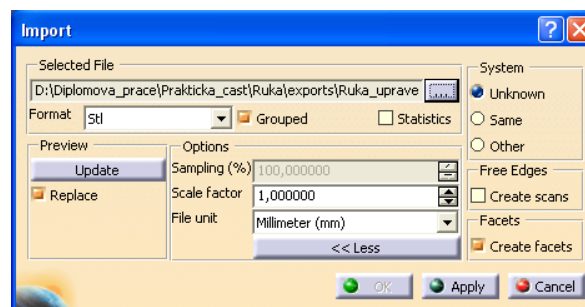 Import
Selected File
D:\Diplomova_prace\Prakticka_cast\Ruka\exports\Ruka_uprave
....
Format
Stl
Grouped
Statistics
Preview
Update
Replace
Options
Sampling (%)
100,000000
Scale factor
1,000000
File unit
Millimeter (mm)
<< Less
System
Unknown
Same
Other
Free Edges
Create scans
Facets
Create facets
OK
Apply
Cancel